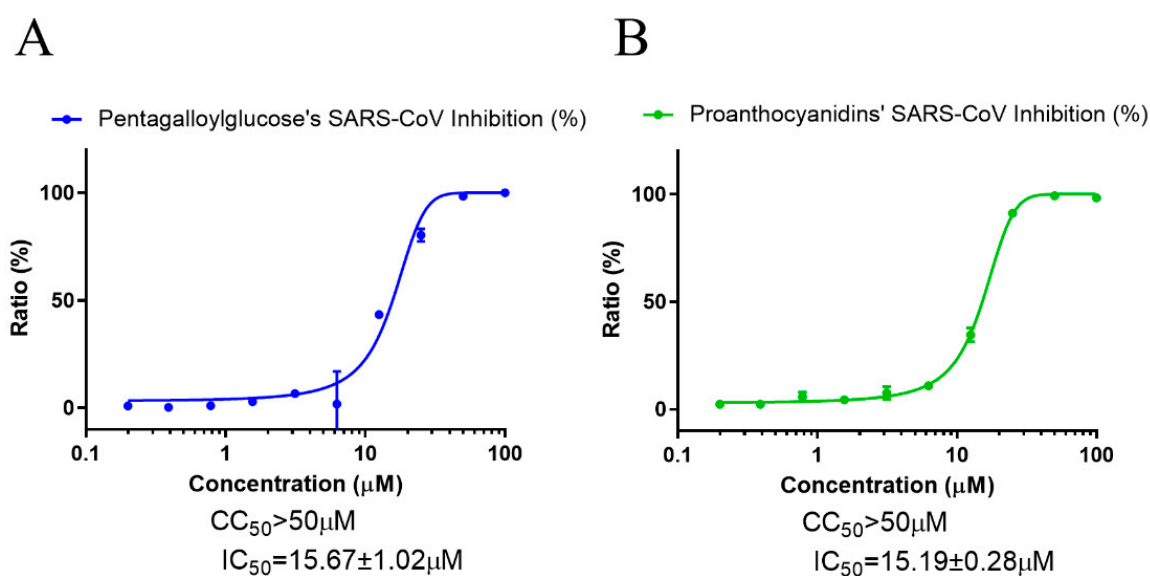 A
Pentagalloylglucose's SARS-CoV Inhibition (%)
Ratio (%)
100
50
0
0.1 1 10 100
Concentration (μM)
CC50>50μM
IC50=15.67±1.02μM
B
Proanthocyanidins' SARS-CoV Inhibition (%)
Ratio (%)
100
50
0
0.1 1 10 100
Concentration (μM)
CC50>50μM
IC50=15.19±0.28μM